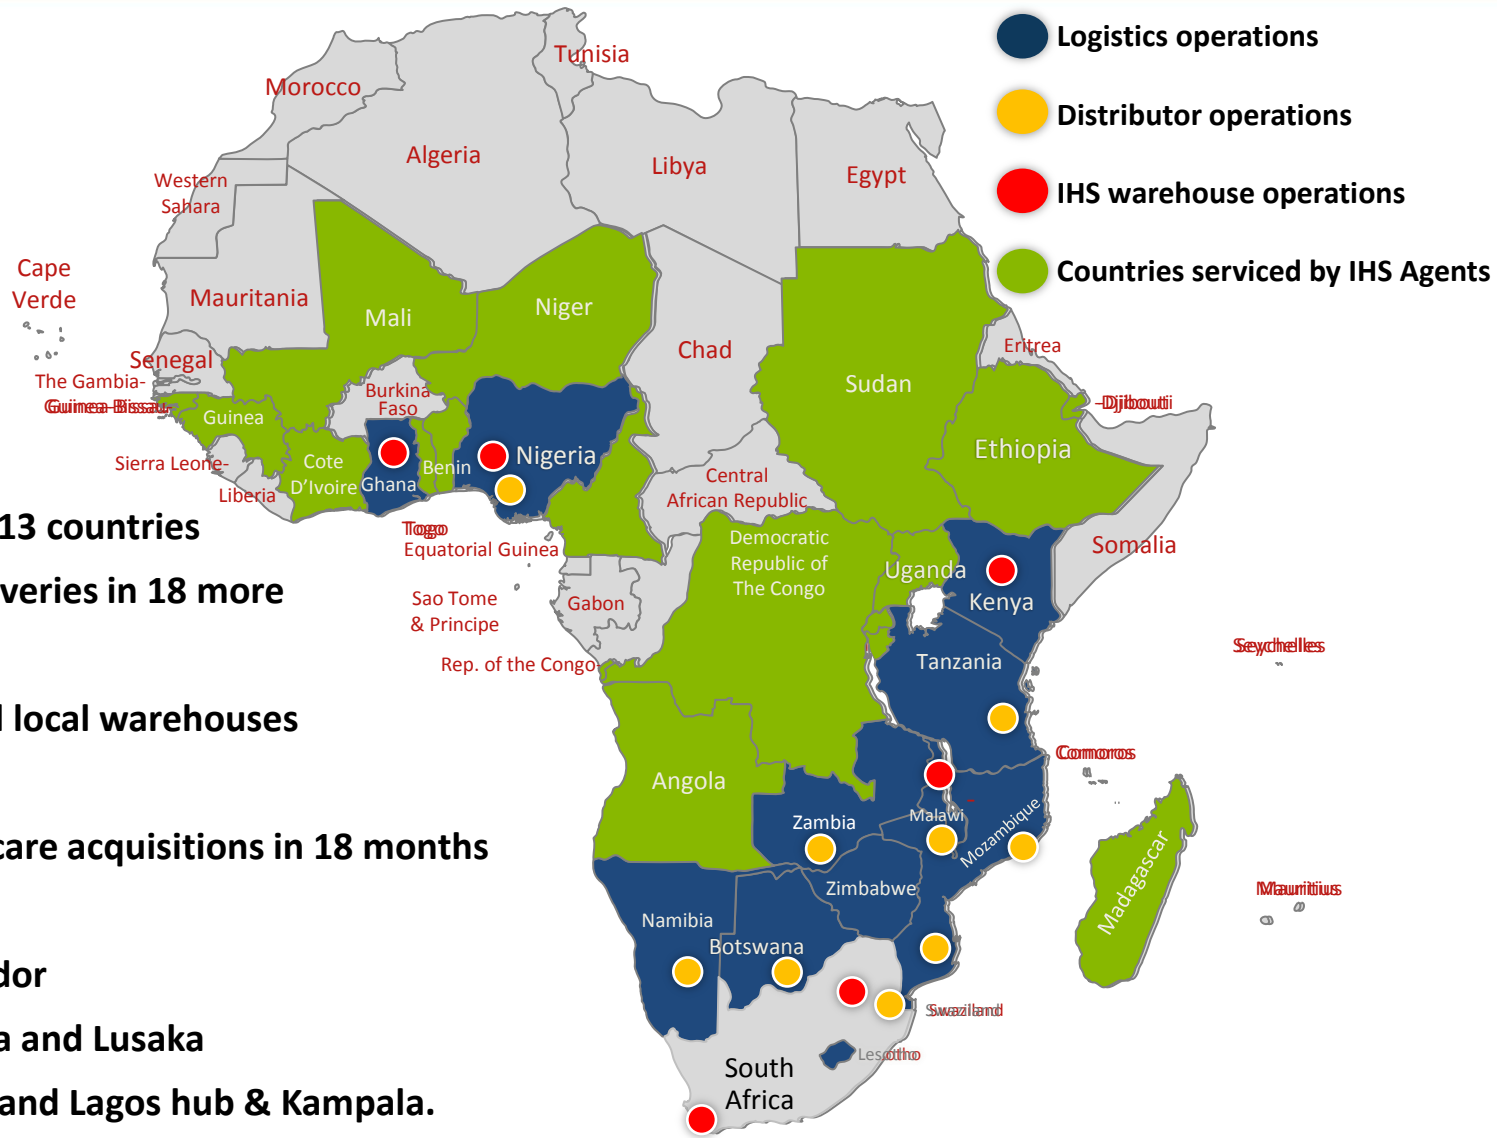 Logistics operations
Distributor operations
IHS warehouse operations
Countries serviced by IHS Agents
Tunisia
Morocco
Algeria
Libya
Egypt
Western
Sahara
Cape
Verde
Mauritania
Mali
Niger
Chad
Sudan
Eritrea
Senegal
The Gambia-
Guinea-Bissau-
Burkina
Faso
-Djibouti
Guinea
Sierra Leone-
Liberia
Cote
D'Ivoire
Ghana
Benin
Nigeria
Ethiopia
Central
African Republic
Togo
Equatorial Guinea
Democratic
Republic of
The Congo
Somalia
Uganda
Kenya
Sao Tome
& Principe
Gabon
Rep. of the Congo-
Tanzania
Seychelles
Comoros
Angola
Zambia
Malawi
Mozambique
Zimbabwe
Madagascar
Mauritius
Namibia
Botswana
Swaziland
Lesotho
South
Africa
13 countries
veries in 18 more
l local warehouses
care acquisitions in 18 months
dor
a and Lusaka
and Lagos hub & Kampala.